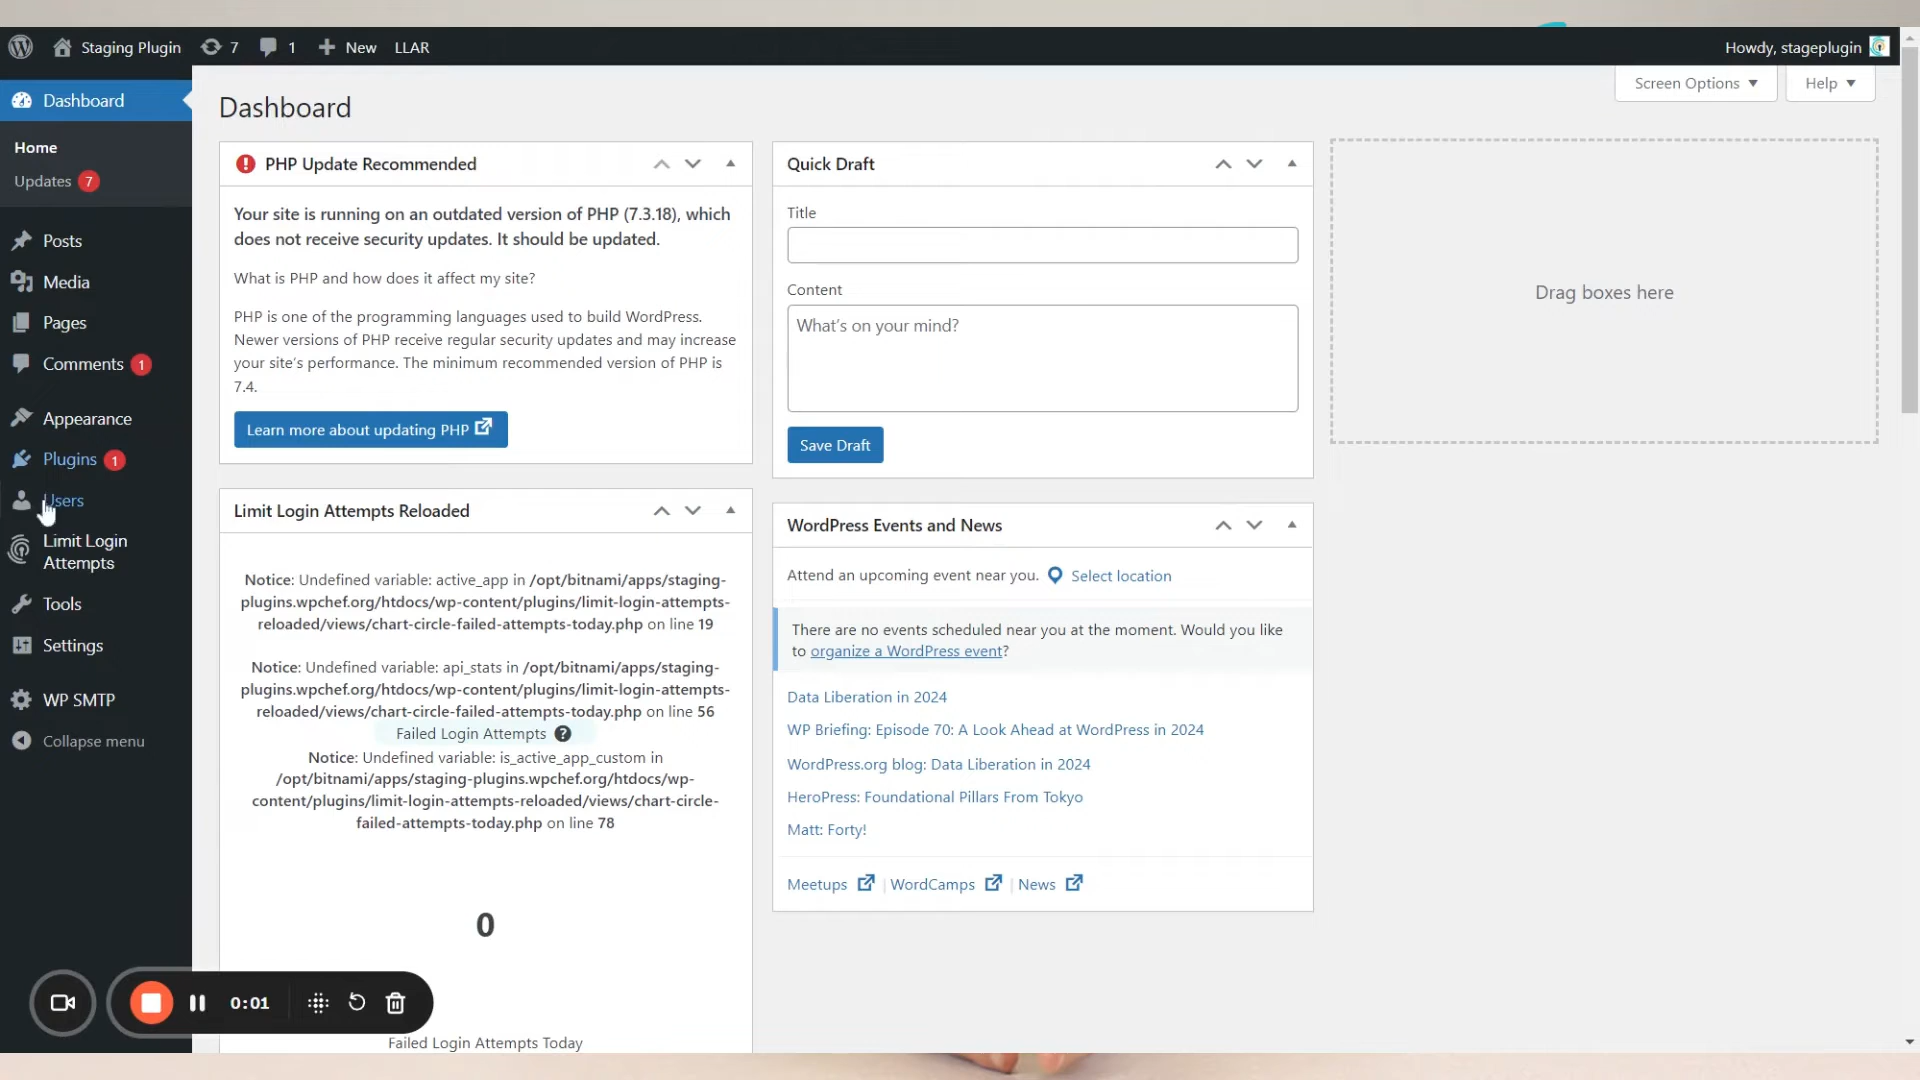 Staging Plugin 7 1 New LLAR Howdy, stageplugin
Dashboard
Home
Updates 7
Posts
Media
Pages
Comments 1
Appearance
Plugins 1
Users
Limit Login
Attempts
Tools
Settings
WP SMTP
Collapse menu
Screen Options Help
Dashboard
PHP Update Recommended
Your site is running on an outdated version of PHP (7.3.18), which
does not receive security updates. It should be updated.
What is PHP and how does it affect my site?
PHP is one of the programming languages used to build WordPress.
Newer versions of PHP receive regular security updates and may increase
your site's performance. The minimum recommended version of PHP is
7.4.
Learn more about updating PHP
Limit Login Attempts Reloaded
Notice: Undefined variable: active_app in /opt/bitnami/apps/staging-
plugins.wpchef.org/htdocs/wp-content/plugins/limit-login-attempts-
reloaded/views/chart-circle-failed-attempts-today.php on line 19
Notice: Undefined variable: api_stats in /opt/bitnami/apps/staging-
plugins.wpchef.org/htdocs/wp-content/plugins/limit-login-attempts-
reloaded/views/chart-circle-failed-attempts-today.php on line 56
Failed Login Attempts ?
Notice: Undefined variable: is_active_app_custom in
/opt/bitnami/apps/staging-plugins.wpchef.org/htdocs/wp-
content/plugins/limit-login-attempts-reloaded/views/chart-circle-
failed-attempts-today.php on line 78
0
Failed Login Attempts Today
Quick Draft
Title
Content
What's on your mind?
Save Draft
WordPress Events and News
Attend an upcoming event near you. Select location
There are no events scheduled near you at the moment. Would you like
to organize a WordPress event?
Data Liberation in 2024
WP Briefing: Episode 70: A Look Ahead at WordPress in 2024
WordPress.org blog: Data Liberation in 2024
HeroPress: Foundational Pillars From Tokyo
Matt: Forty!
Meetups | WordCamps | News
Drag boxes here
0:01